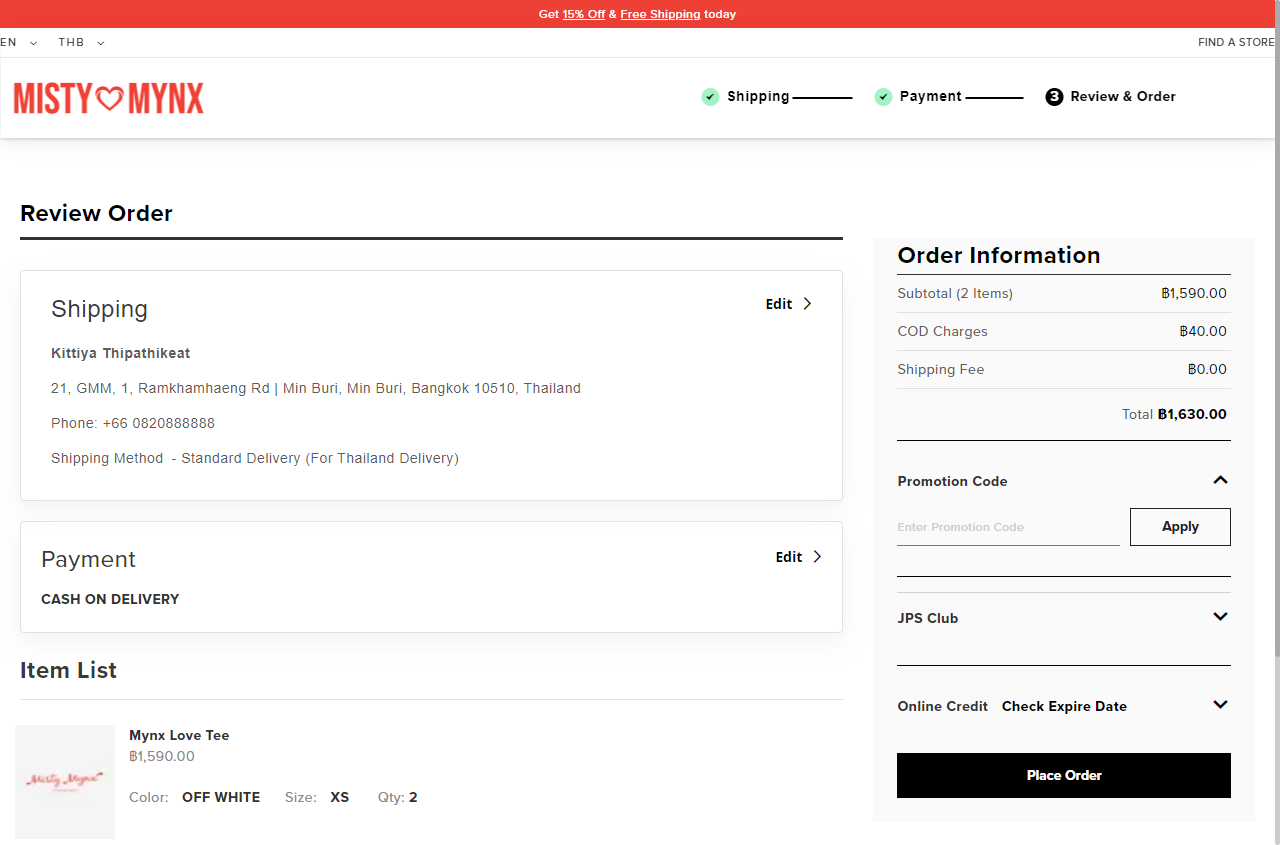 Get 15% Off & Free Shipping today
EN THB FIND A STORE
MISTY MYNX
Shipping Payment 3 Review & Order
Review Order
Shipping
Edit
Kittiya Thipathikeat
21, GMM, 1, Ramkhamhaeng Rd | Min Buri, Min Buri, Bangkok 10510, Thailand
Phone: +66 0820888888
Shipping Method - Standard Delivery (For Thailand Delivery)
Payment
Edit
CASH ON DELIVERY
Item List
Misty Mynx
Mynx Love Tee
฿1,590.00
Color: OFF WHITE Size: XS Qty: 2
Order Information
Subtotal (2 Items) ฿1,590.00
COD Charges ฿40.00
Shipping Fee ฿0.00
Total ฿1,630.00
Promotion Code
Enter Promotion Code Apply
JPS Club
Online Credit Check Expire Date
Place Order